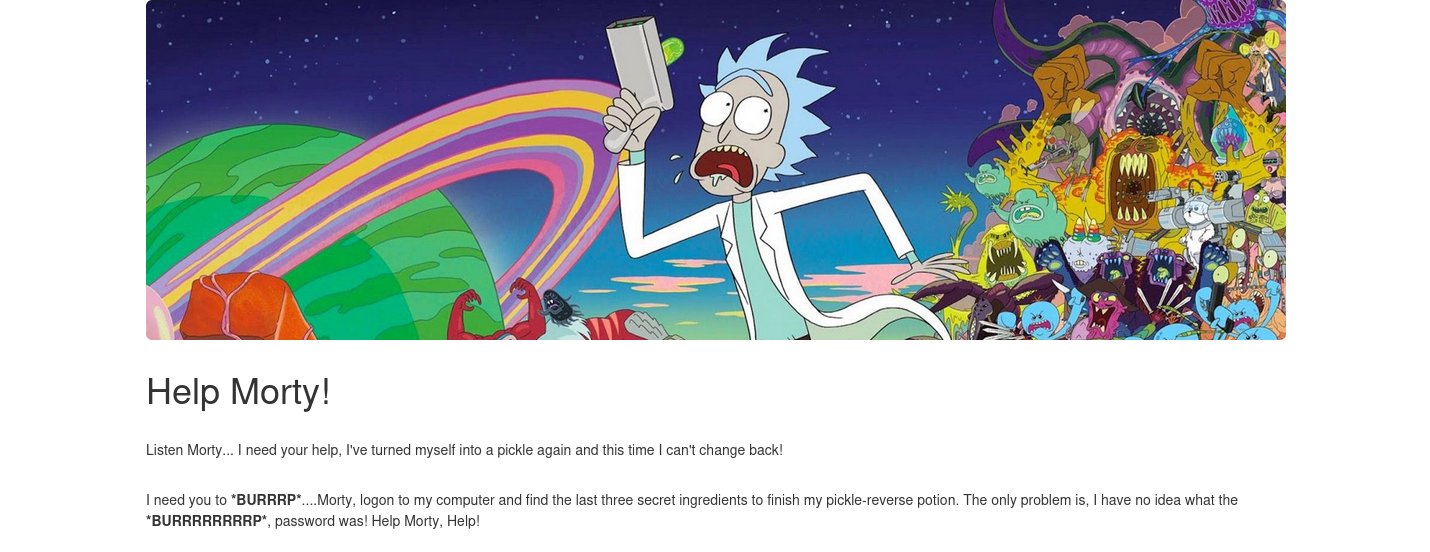 Help Morty!
Listen Morty... I need your help, I've turned myself into a pickle again and this time I can't change back!
I need you to *BURRRP*....Morty, logon to my computer and find the last three secret ingredients to finish my pickle-reverse potion. The only problem is, I have no idea what the
*BURRRRRRRRP*, password was! Help Morty, Help!